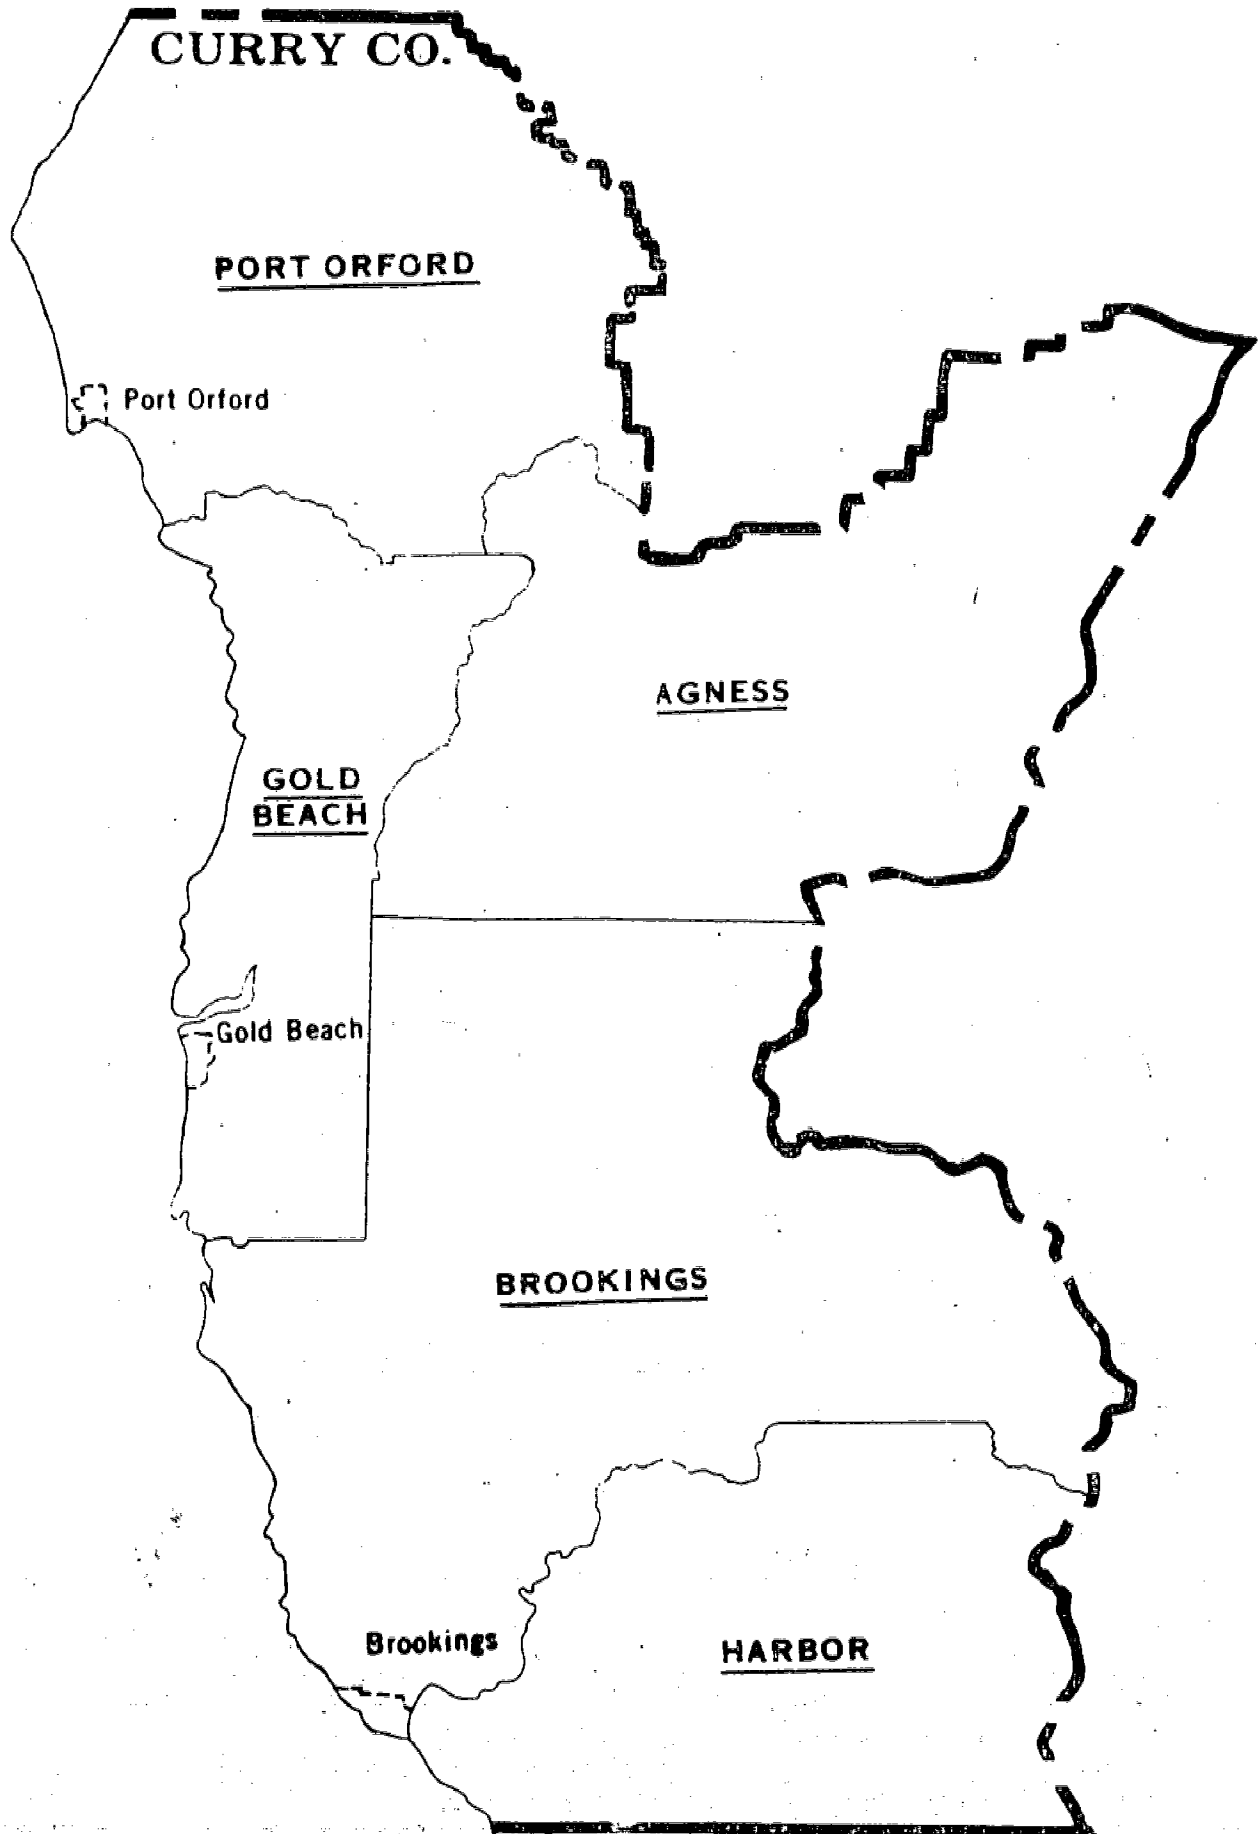 CURRY CO.
PORT ORFORD
Port Orford
AGNESS
GOLD
BEACH
Gold Beach
BROOKINGS
Brookings
HARBOR